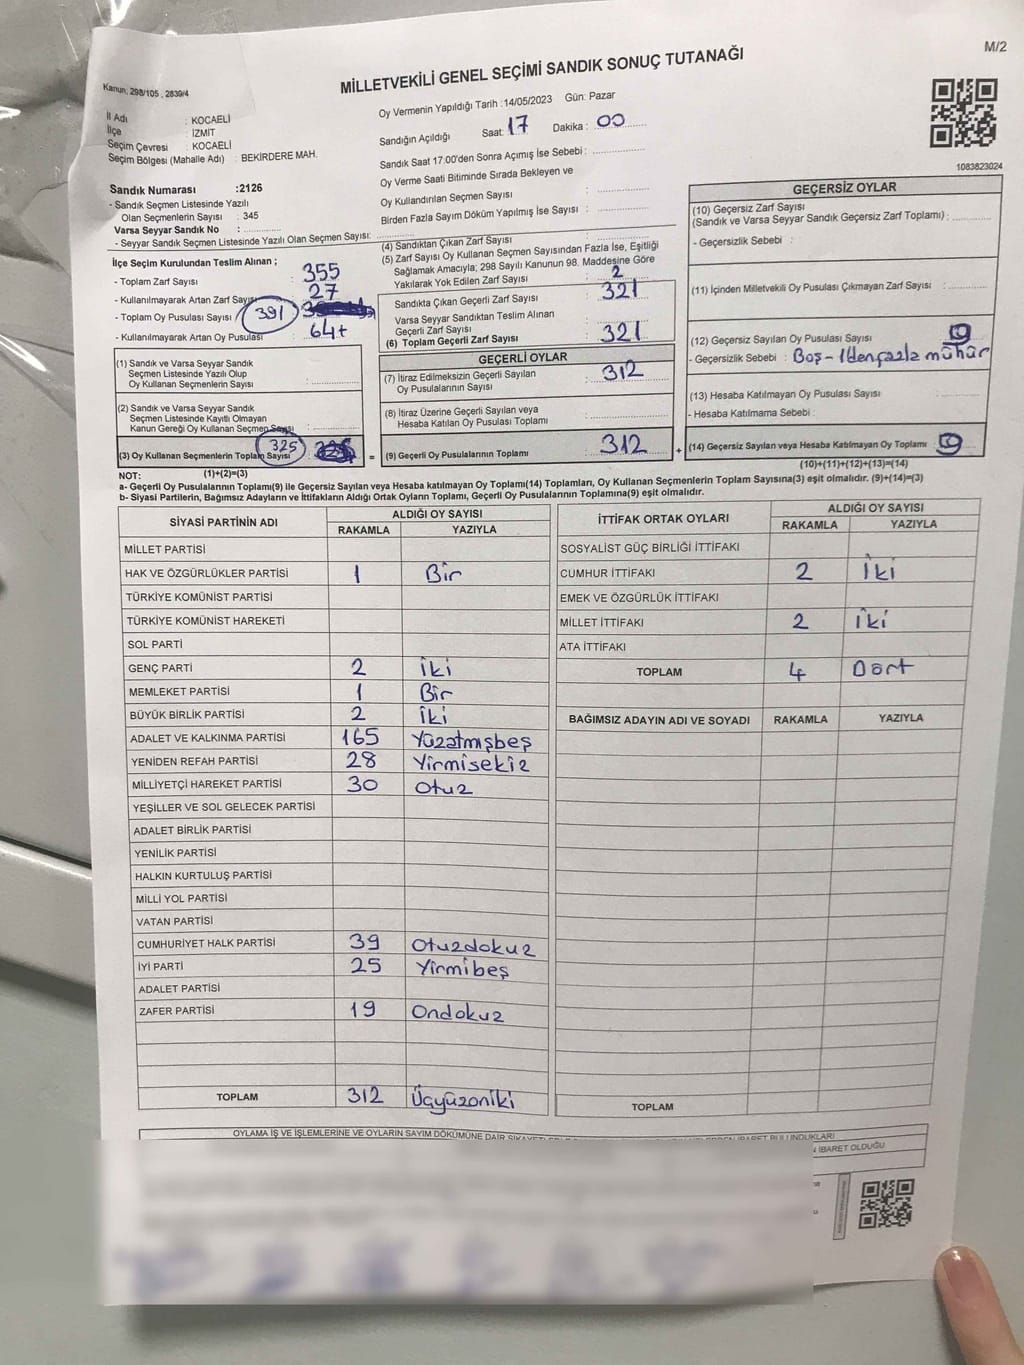 M/2
MİLLETVEKİLİ GENEL SEÇİMİ SANDIK SONUÇ TUTANAĞI
Kanun: 298/105 , 2839/4
İl Adı : KOCAELİ
İlçe : İZMİT
Seçim Çevresi : KOCAELİ
Seçim Bölgesi (Mahalle Adı) : BEKİRDERE MAH.
Sandık Numarası :2126
- Sandık Seçmen Listesinde Yazılı
Olan Seçmenlerin Sayısı : 345
Varsa Seyyar Sandık No :
- Seyyar Sandık Seçmen Listesinde Yazılı Olan Seçmen Sayısı:
Oy Vermenin Yapıldığı Tarih :14/05/2023 Gün: Pazar
Sandığın Açıldığı Saat: 17 Dakika : 00
Sandık Saat 17:00'den Sonra Açımış İse Sebebi :
Oy Verme Saati Bitiminde Sırada Bekleyen ve
Oy Kullandırılan Seçmen Sayısı :
Birden Fazla Sayım Döküm Yapılmış İse Sayısı :
1083823024
İlçe Seçim Kurulundan Teslim Alınan ;
- Toplam Zarf Sayısı : 355
- Kullanılmayarak Artan Zarf Sayısı 27
- Toplam Oy Pusulası Sayısı 391
- Kullanılmayarak Artan Oy Pusulası : 64+
(1) Sandık ve Varsa Seyyar Sandık
Seçmen Listesinde Yazılı Olup
Oy Kullanan Seçmenlerin Sayısı :
(2) Sandık ve Varsa Seyyar Sandık
Seçmen Listesinde Kayıtlı Olmayan
Kanun Gereği Oy Kullanan Seçmen Sayısı :
(3) Oy Kullanan Seçmenlerin Toplam Sayısı 325 =
(1)+(2)=(3)
(4) Sandıktan Çıkan Zarf Sayısı :
(5) Zarf Sayısı Oy Kullanan Seçmen Sayısından Fazla İse, Eşitliği
Sağlamak Amacıyla; 298 Sayılı Kanunun 98. Maddesine Göre
Yakılarak Yok Edilen Zarf Sayısı : 2
Sandıkta Çıkan Geçerli Zarf Sayısı : 321
Varsa Seyyar Sandıktan Teslim Alınan
Geçerli Zarf Sayısı :
(6) Toplam Geçerli Zarf Sayısı : 321
GEÇERLİ OYLAR
(7) İtiraz Edilmeksizin Geçerli Sayılan
Oy Pusulalarının Sayısı : 312
(8) İtiraz Üzerine Geçerli Sayılan veya
Hesaba Katılan Oy Pusulası Toplamı :
(9) Geçerli Oy Pusulalarının Toplamı : 312 +
GEÇERSİZ OYLAR
(10) Geçersiz Zarf Sayısı
(Sandık ve Varsa Seyyar Sandık Geçersiz Zarf Toplamı) :
- Geçersizlik Sebebi :
(11) İçinden Milletvekili Oy Pusulası Çıkmayan Zarf Sayısı :
(12) Geçersiz Sayılan Oy Pusulası Sayısı : 9
- Geçersizlik Sebebi : Boş - 1den fazla mühür
(13) Hesaba Katılmayan Oy Pusulası Sayısı :
- Hesaba Katılmama Sebebi :
(14) Geçersiz Sayılan veya Hesaba Katılmayan Oy Toplamı : 9
(10)+(11)+(12)+(13)=(14)
NOT:
a- Geçerli Oy Pusulalarının Toplamı(9) ile Geçersiz Sayılan veya Hesaba katılmayan Oy Toplamı(14) Toplamları, Oy Kullanan Seçmenlerin Toplam Sayısına(3) eşit olmalıdır. (9)+(14)=(3)
b- Siyasi Partilerin, Bağımsız Adayların ve İttifakların Aldığı Ortak Oyların Toplamı, Geçerli Oy Pusulalarının Toplamına(9) eşit olmalıdır.
SİYASİ PARTİNİN ADI ALDIĞI OY SAYISI
RAKAMLA YAZIYLA
MİLLET PARTİSİ
HAK VE ÖZGÜRLÜKLER PARTİSİ 1 Bir
TÜRKİYE KOMÜNİST PARTİSİ
TÜRKİYE KOMÜNİST HAREKETİ
SOL PARTİ
GENÇ PARTİ 2 İki
MEMLEKET PARTİSİ 1 Bir
BÜYÜK BİRLİK PARTİSİ 2 İki
ADALET VE KALKINMA PARTİSİ 165 Yüzatmışbeş
YENİDEN REFAH PARTİSİ 28 Yirmisekiz
MİLLİYETÇİ HAREKET PARTİSİ 30 Otuz
YEŞİLLER VE SOL GELECEK PARTİSİ
ADALET BİRLİK PARTİSİ
YENİLİK PARTİSİ
HALKIN KURTULUŞ PARTİSİ
MİLLİ YOL PARTİSİ
VATAN PARTİSİ
CUMHURİYET HALK PARTİSİ 39 Otuzdokuz
İYİ PARTİ 25 Yirmibeş
ADALET PARTİSİ
ZAFER PARTİSİ 19 Ondokuz
TOPLAM 312 Üçyüzoniki
İTTİFAK ORTAK OYLARI ALDIĞI OY SAYISI
RAKAMLA YAZIYLA
SOSYALİST GÜÇ BİRLİĞİ İTTİFAKI
CUMHUR İTTİFAKI 2 İki
EMEK VE ÖZGÜRLÜK İTTİFAKI
MİLLET İTTİFAKI 2 İki
ATA İTTİFAKI
TOPLAM 4 Dört
BAĞIMSIZ ADAYIN ADI VE SOYADI RAKAMLA YAZIYLA
TOPLAM
OYLAMA İŞ VE İŞLEMLERİNE VE OYLARIN SAYIM DÖKÜMÜNE DAİR
İBARET OLDUĞU